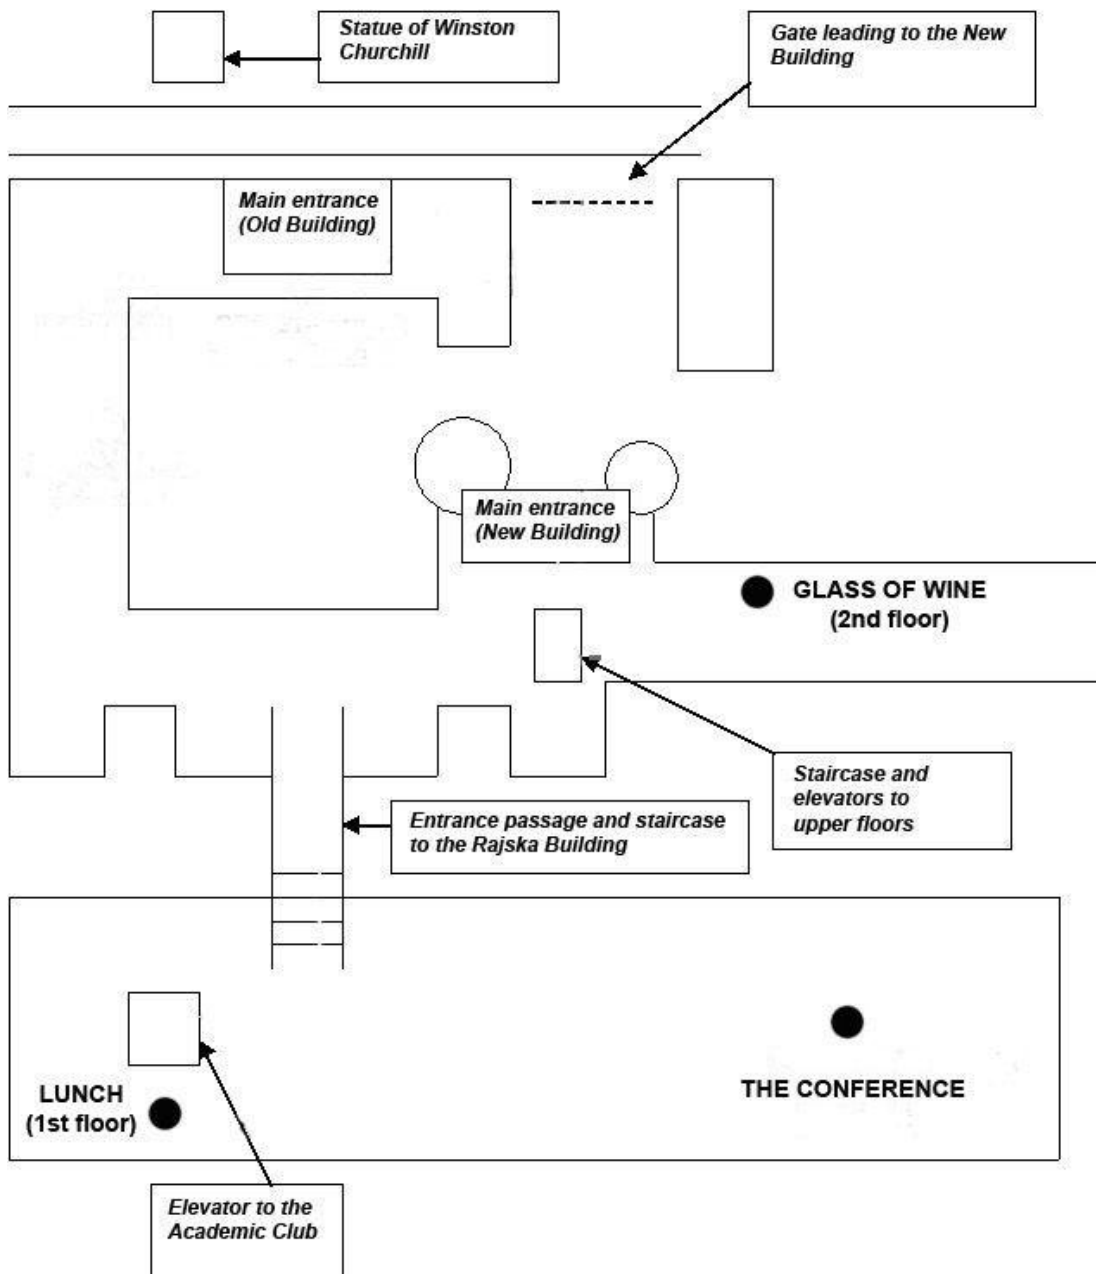 Statue of Winston
Churchill
Gate leading to the New
Building
Main entrance
(Old Building)
Main entrance
(New Building)
GLASS OF WINE
(2nd floor)
Staircase and
elevators to
upper floors
Entrance passage and staircase
to the Rajska Building
LUNCH
(1st floor)
THE CONFERENCE
Elevator to the
Academic Club